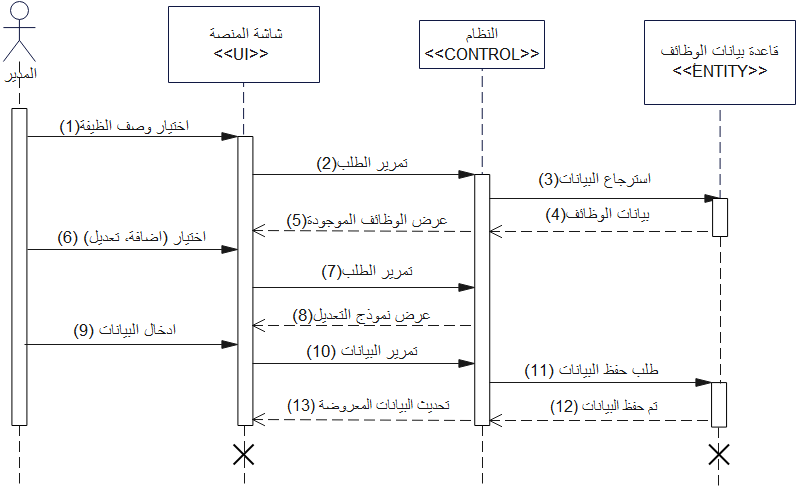 المدير
شاشة المنصة
<<UI>>
النظام
<<CONTROL>>
قاعدة بيانات الوظائف
<<ENTITY>>
(1)اختيار وصف الظيفة
(2)تمرير الطلب
(3)استرجاع البيانات
(4)بيانات الوظائف
(5)عرض الوظائف الموجودة
(6) اختيار (اضافة، تعديل)
(7)تمرير الطلب
(8)عرض نموذج التعديل
(9) ادخال البيانات
(10) تمرير البيانات
(11) طلب حفظ البيانات
(12) تم حفظ البيانات
(13) تحديث البيانات المعروضة